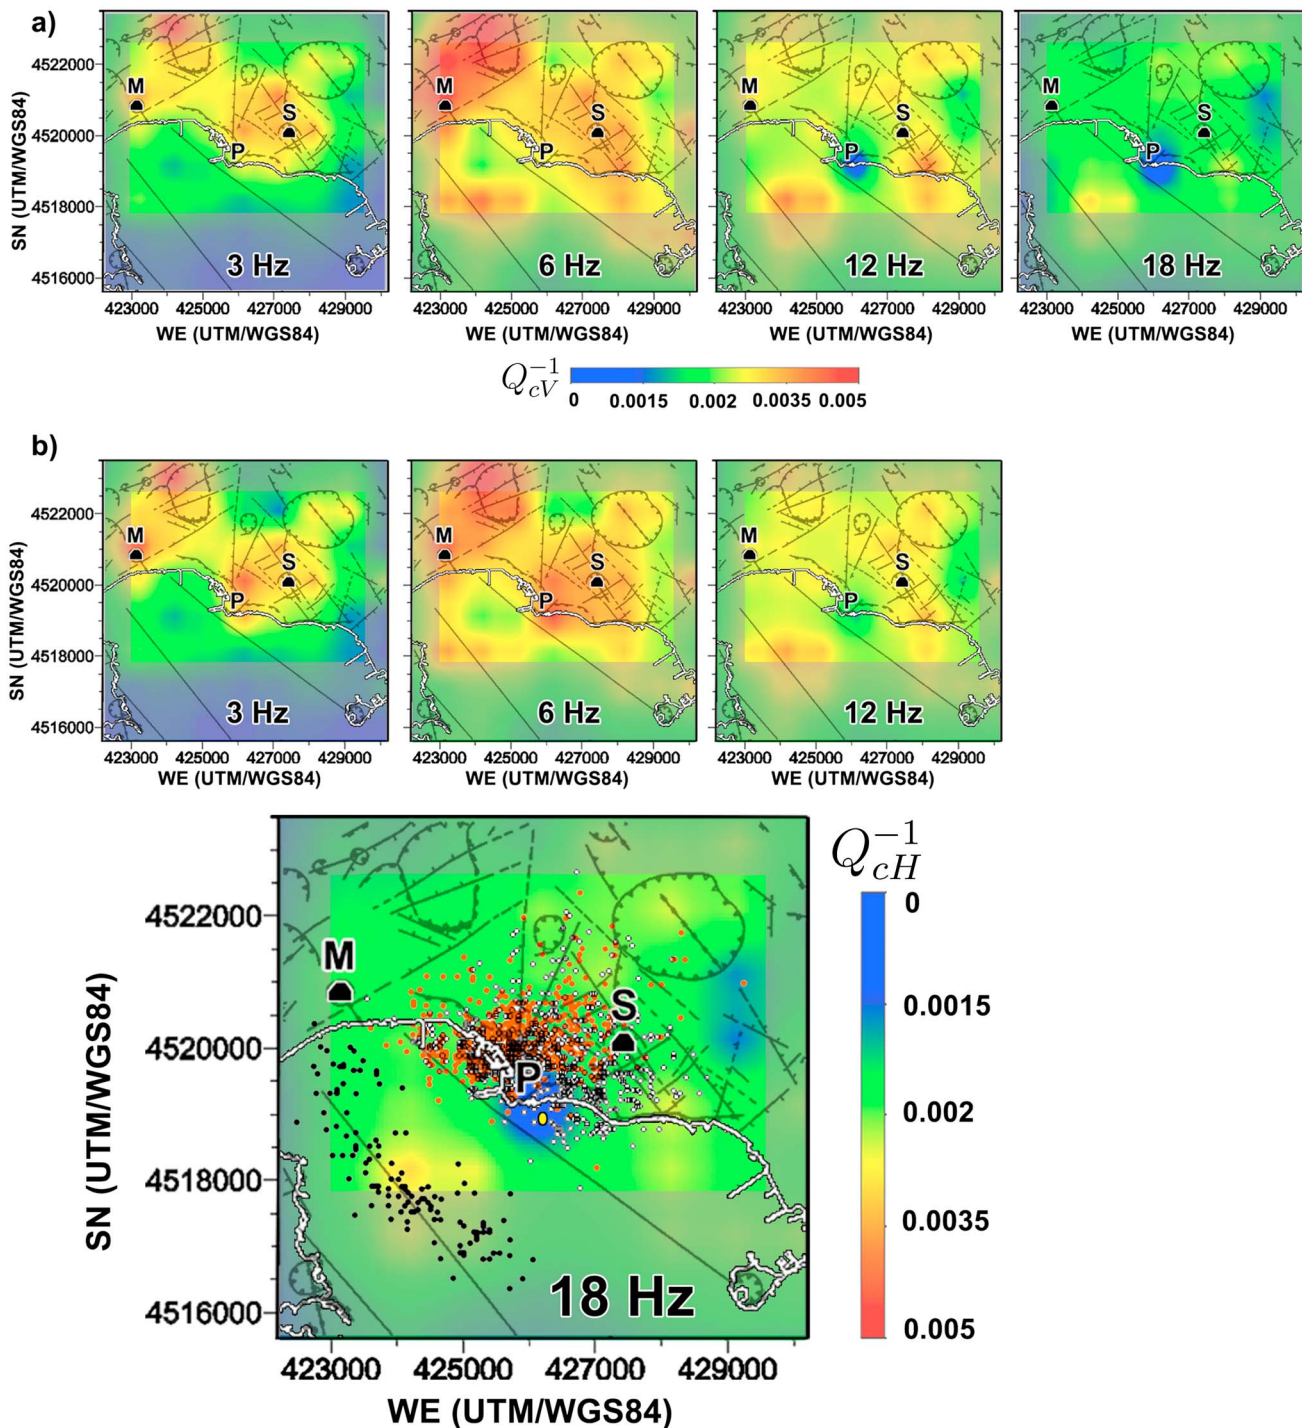 a)
4522000
4520000
4518000
4516000
SN (UTM/WGS84)
M
S
P
3 Hz
M
S
P
6 Hz
M
S
P
12 Hz
M
S
P
18 Hz
423000 425000 427000 429000
423000 425000 427000 429000
423000 425000 427000 429000
423000 425000 427000 429000
WE (UTM/WGS84)
WE (UTM/WGS84)
WE (UTM/WGS84)
WE (UTM/WGS84)
Q_{cV}^{-1}
0 0.0015 0.002 0.0035 0.005
b)
4522000
4520000
4518000
4516000
SN (UTM/WGS84)
M
S
P
3 Hz
M
S
P
6 Hz
M
S
P
12 Hz
423000 425000 427000 429000
423000 425000 427000 429000
423000 425000 427000 429000
WE (UTM/WGS84)
WE (UTM/WGS84)
WE (UTM/WGS84)
4522000
4520000
4518000
4516000
SN (UTM/WGS84)
M
S
P
18 Hz
423000 425000 427000 429000
WE (UTM/WGS84)
Q_{cH}^{-1}
0
0.0015
0.002
0.0035
0.005